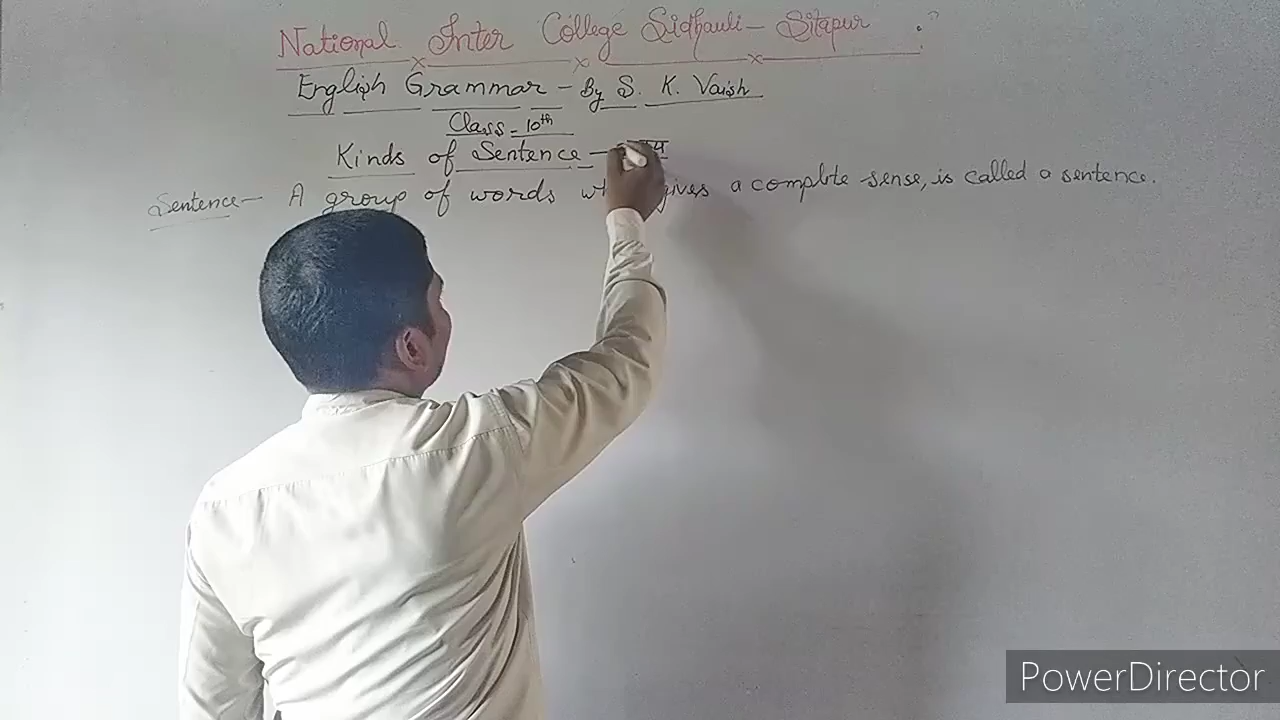 National Inter College Sidhauli - Sitapur
English Grammar - By S. K. Vaish
Class - 10th
Kinds of Sentence -
Sentence - A group of words gives a complete sense, is called a sentence.
PowerDirector